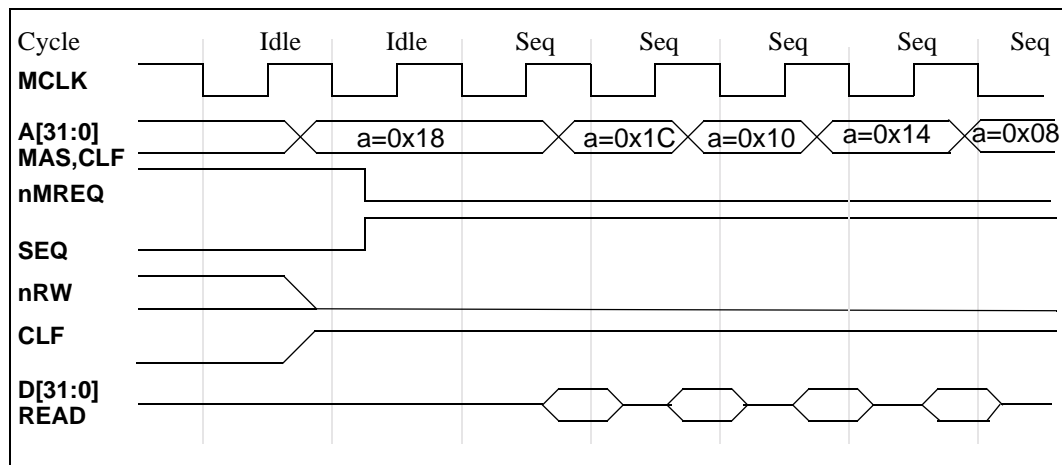 Cycle Idle Idle Seq Seq Seq Seq Seq
MCLK
A[31:0] a=0x18 a=0x1C a=0x10 a=0x14 a=0x08
MAS,CLF
nMREQ
SEQ
nRW
CLF
D[31:0]
READ